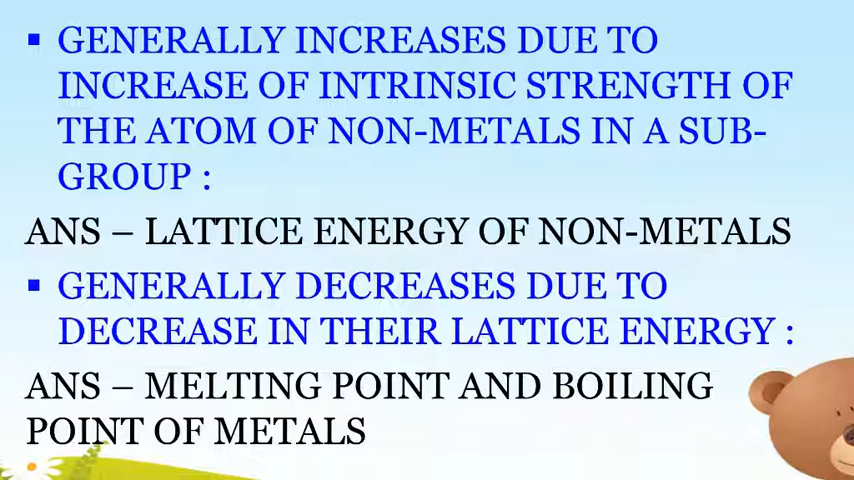 ▪ GENERALLY INCREASES DUE TO
INCREASE OF INTRINSIC STRENGTH OF
THE ATOM OF NON-METALS IN A SUB-
GROUP :
ANS – LATTICE ENERGY OF NON-METALS
▪ GENERALLY DECREASES DUE TO
DECREASE IN THEIR LATTICE ENERGY :
ANS – MELTING POINT AND BOILING
POINT OF METALS